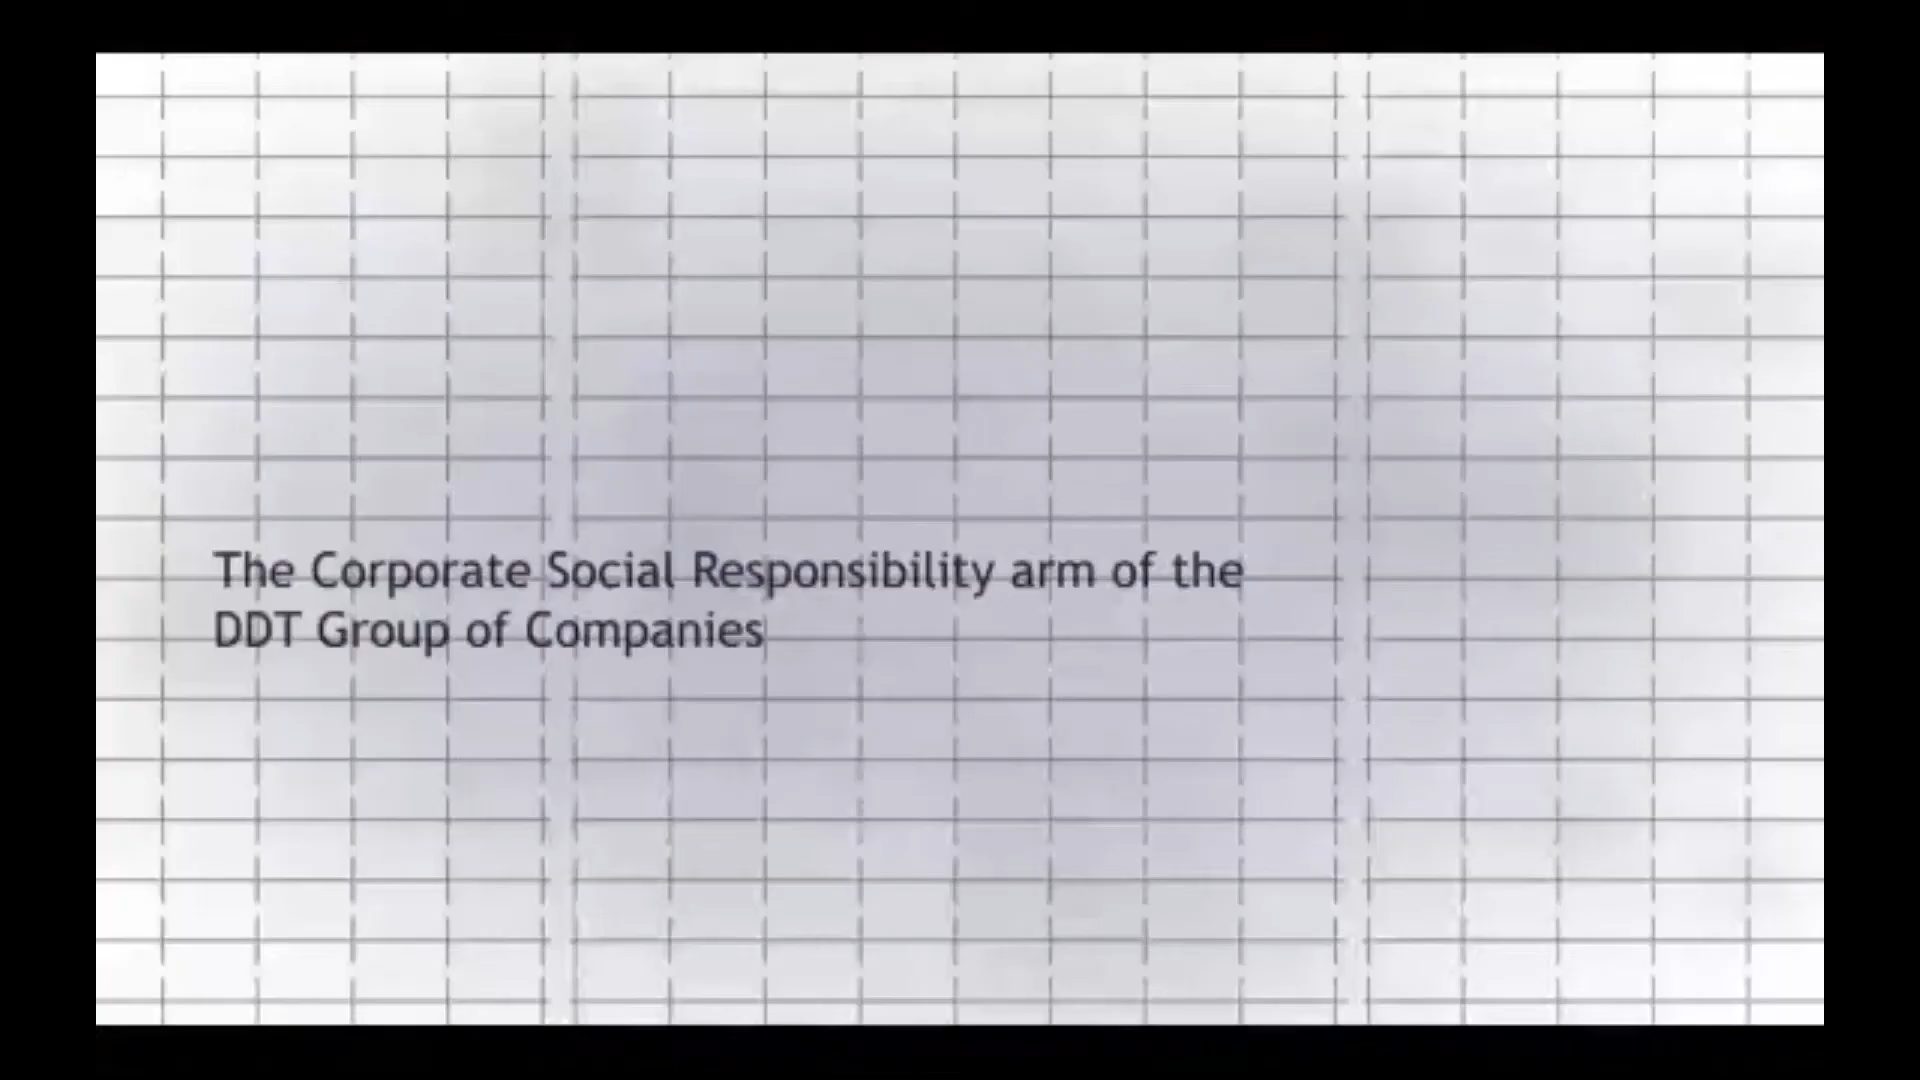 The Corporate Social Responsibility arm of the
DDT Group of Companies